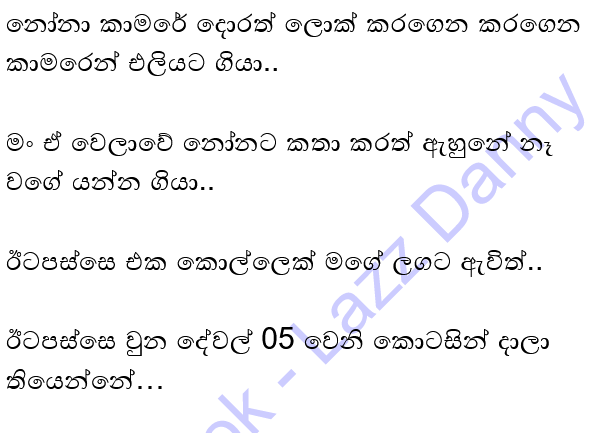 නෝනා කාමරේ දොරත් ලොක් කරගෙන කරගෙන
කාමරෙන් එලියට ගියා..
මං ඒ වෙලාවේ නෝනට කතා කරත් ඇහුනේ නෑ
වගේ යන්න ගියා..
ඊටපස්සෙ එක කොල්ලෙක් මගේ ලගට ඇවිත්..
ඊටපස්සෙ වුන දේවල් 05 වෙනි කොටසින් දාලා
තියෙන්නේ...
ok - Lazz Danny